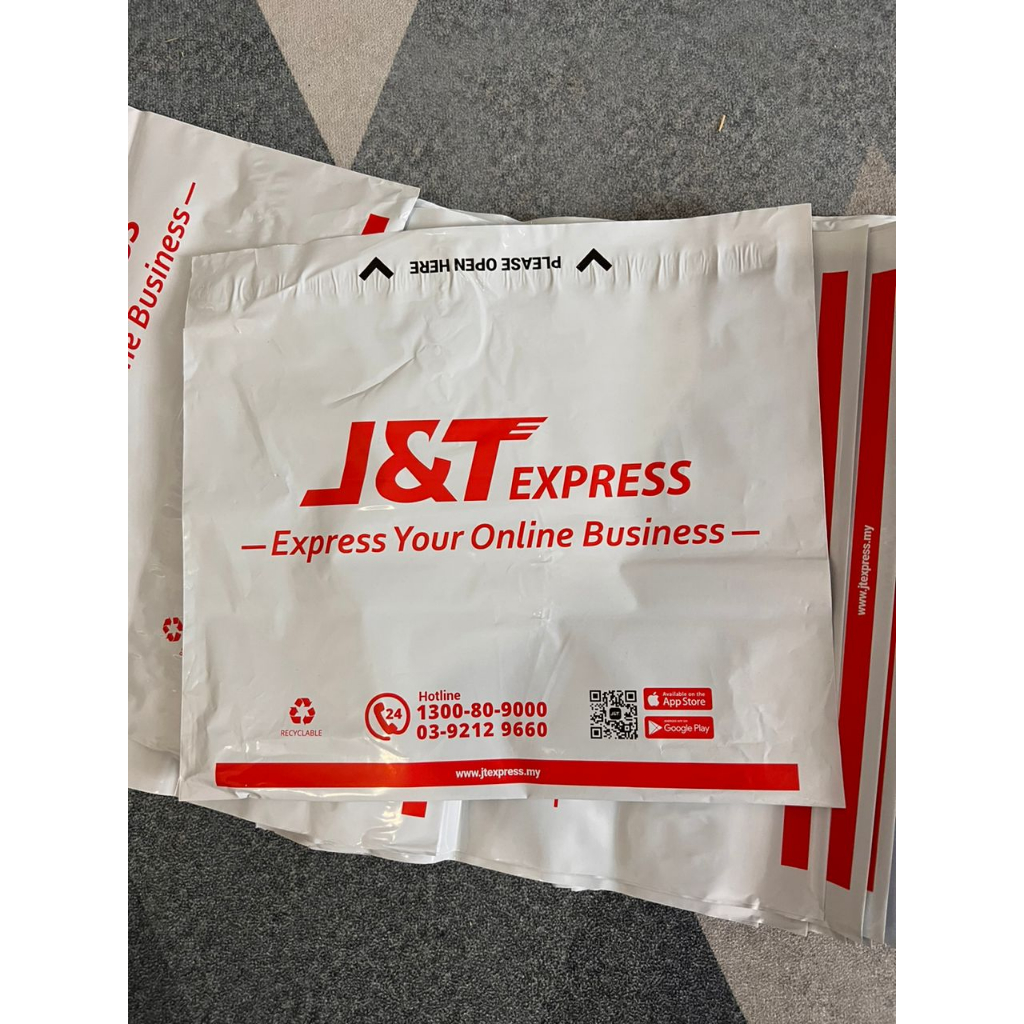 PLEASE OPEN HERE
J&T EXPRESS
— Express Your Online Business —
Hotline
24
1300-80-9000
03-9212 9660
RECYCLABLE
Available on the
App Store
Google Play
www.jtexpress.my
Business —
www.jtexpress.my